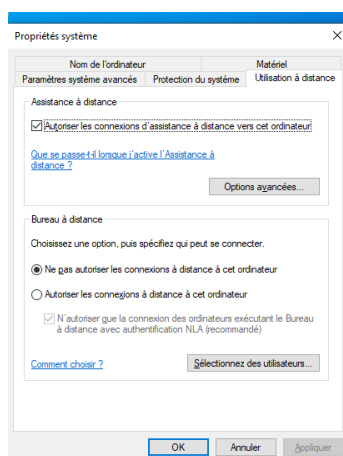 Propriétés système
Nom de l'ordinateur Matériel
Paramètres système avancés Protection du système Utilisation à distance
Assistance à distance
Autoriser les connexions d'assistance à distance vers cet ordinateur
Que se passe-t-il lorsque j'active l'Assistance à
distance ?
Options avancées...
Bureau à distance
Choisissez une option, puis spécifiez qui peut se connecter.
Ne pas autoriser les connexions à distance à cet ordinateur
Autoriser les connexions à distance à cet ordinateur
N'autoriser que la connexion des ordinateurs exécutant le Bureau
à distance avec authentification NLA (recommandé)
Comment choisir ?
Sélectionnez des utilisateurs...
OK Annuler Appliquer